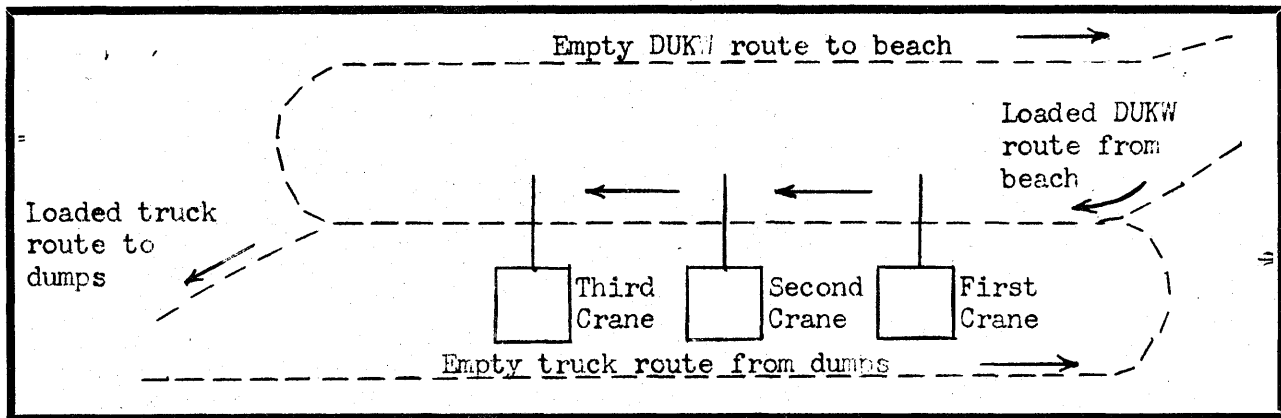 Empty DUKW route to beach
Loaded DUKW
route from
beach
Loaded truck
route to
dumps
Third
Crane
Second
Crane
First
Crane
Empty truck route from dumps